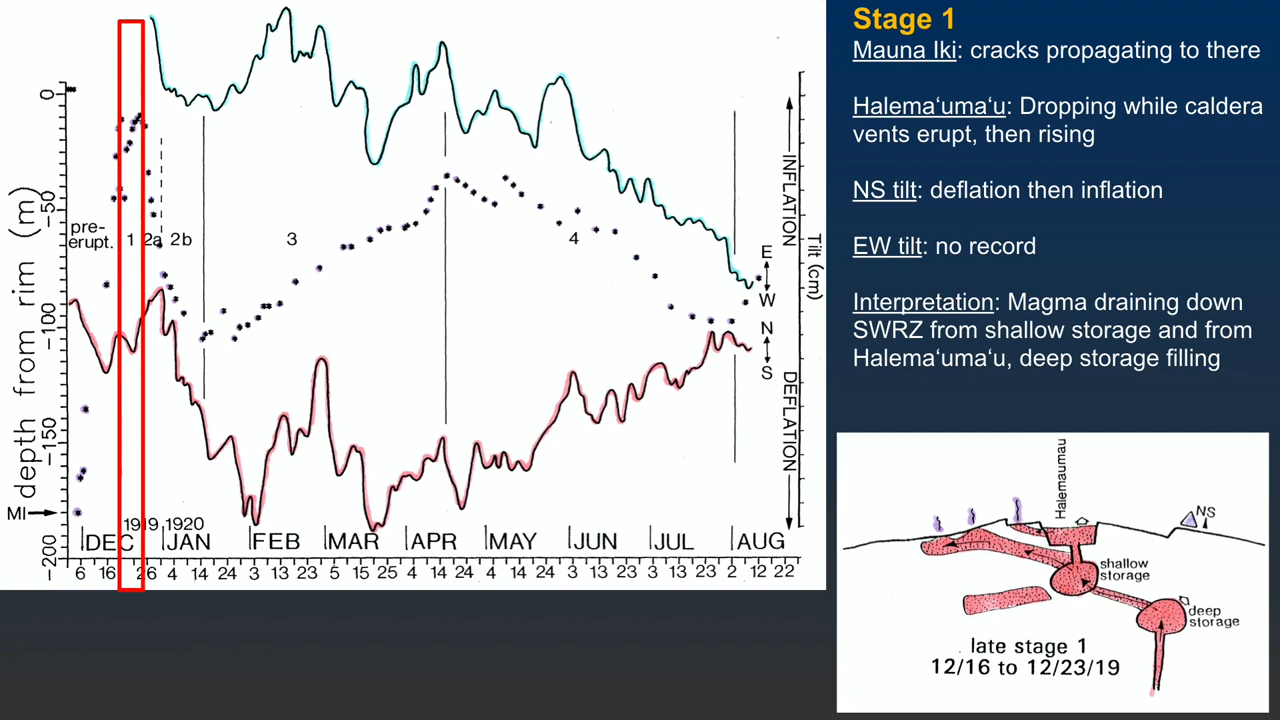 Stage 1
Mauna Iki: cracks propagating to there
Halemaʻumaʻu: Dropping while caldera
vents erupt, then rising
NS tilt: deflation then inflation
EW tilt: no record
Interpretation: Magma draining down
SWRZ from shallow storage and from
Halemaʻumaʻu, deep storage filling
depth from rim (m)
0
-50
-100
-150
-200
MI
pre-
erupt.
1
2a
2b
3
4
INFLATION
Tilt (cm)
DEFLATION
E
W
N
S
1919
1920
DEC JAN FEB MAR APR MAY JUN JUL AUG
6 16 26 4 14 24 3 13 23 5 15 25 4 14 24 4 14 24 3 13 23 3 13 23 2 12 22
Halemaumau
NS
shallow
storage
deep
storage
late stage 1
12/16 to 12/23/19